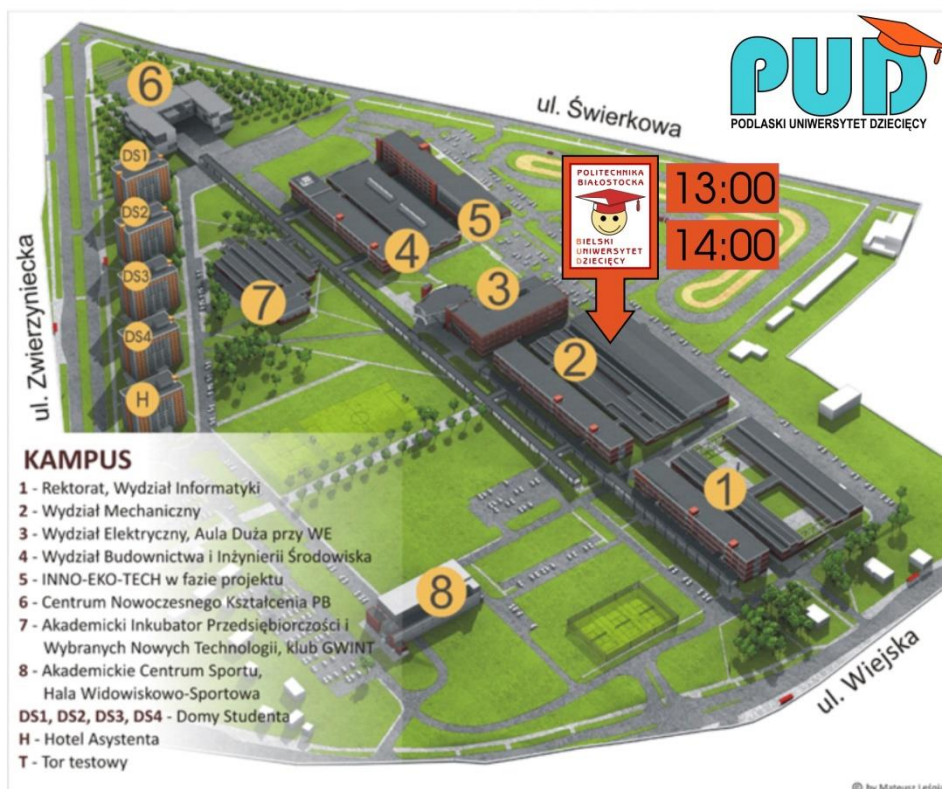 PUD
PODLASKI UNIWERSYTET DZIECIĘCY
ul. Świerkowa
6
DS1
DS2
DS3
DS4
H
ul. Zwierzyniecka
POLITECHNIKA
BIAŁOSTOCKA
BIELSKI
UNIWERSYTET
DZIECIĘCY
13:00
14:00
5
4
3
7
2
1
8
ul. Wiejska
KAMPUS
1 - Rektorat, Wydział Informatyki
2 - Wydział Mechaniczny
3 - Wydział Elektryczny, Aula Duża przy WE
4 - Wydział Budownictwa i Inżynierii Środowiska
5 - INNO-EKO-TECH w fazie projektu
6 - Centrum Nowoczesnego Kształcenia PB
7 - Akademicki Inkubator Przedsiębiorczości i
Wybranych Nowych Technologii, klub GWINT
8 - Akademickie Centrum Sportu,
Hala Widowiskowo-Sportowa
DS1, DS2, DS3, DS4 - Domy Studenta
H - Hotel Asystenta
T - Tor testowy
© by Mateusz